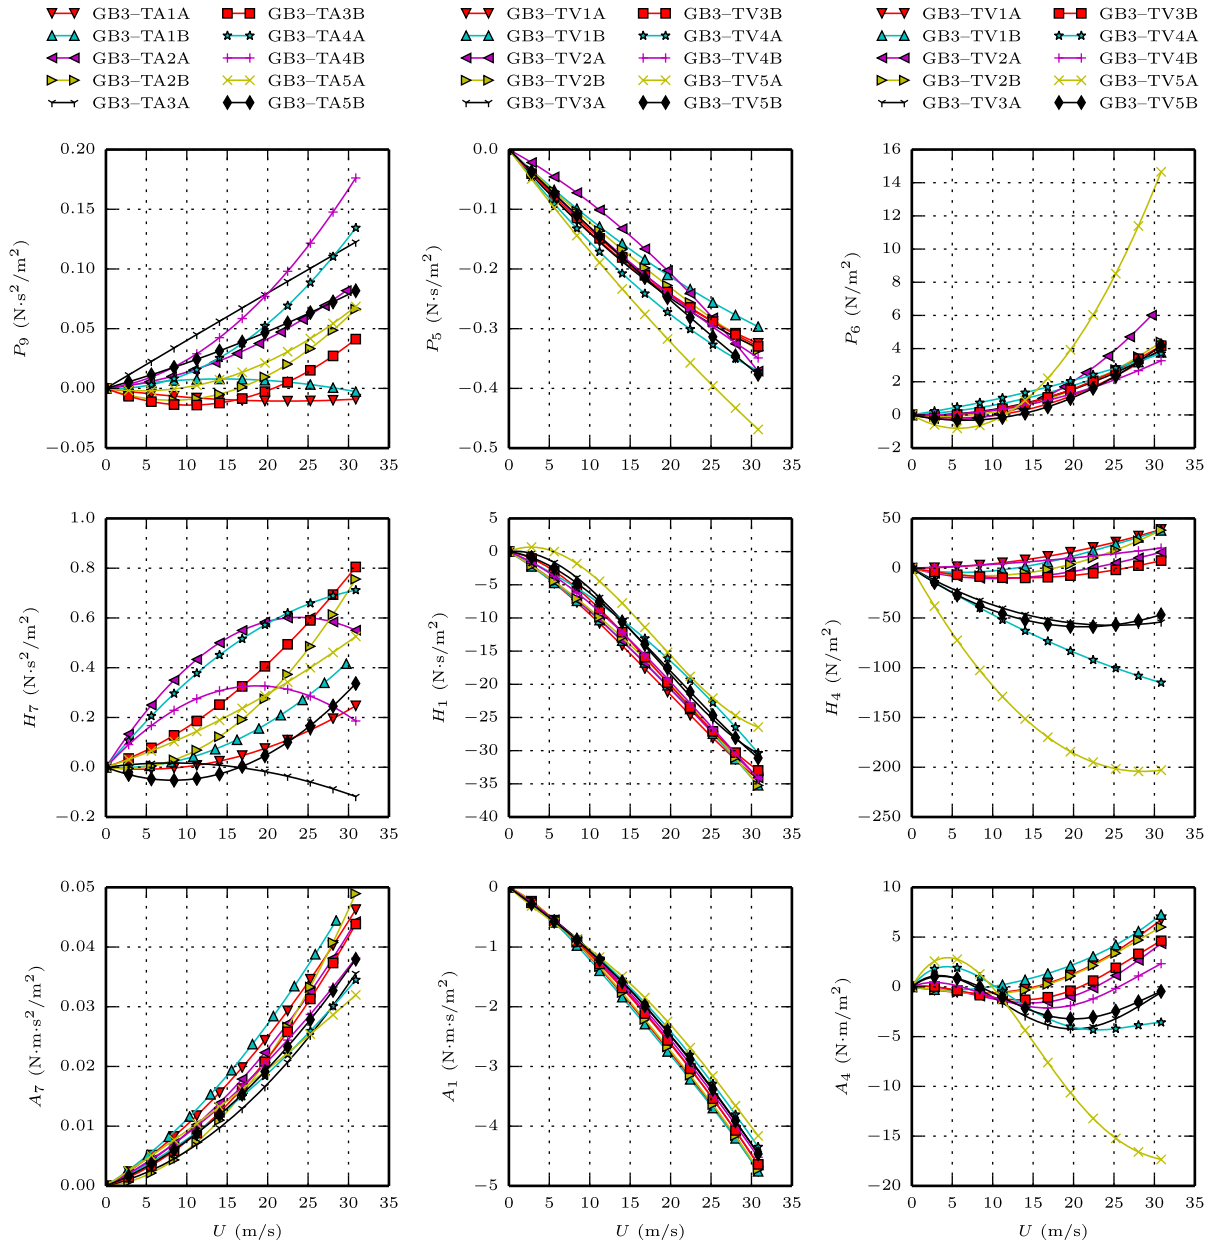 GB3–TA1A GB3–TA3B GB3–TV1A GB3–TV3B GB3–TV1A GB3–TV3B
GB3–TA1B GB3–TA4A GB3–TV1B GB3–TV4A GB3–TV1B GB3–TV4A
GB3–TA2A GB3–TA4B GB3–TV2A GB3–TV4B GB3–TV2A GB3–TV4B
GB3–TA2B GB3–TA5A GB3–TV2B GB3–TV5A GB3–TV2B GB3–TV5A
GB3–TA3A GB3–TA5B GB3–TV3A GB3–TV5B GB3–TV3A GB3–TV5B
P₉ (N·s²/m²)
0.20
0.15
0.10
0.05
0.00
−0.05
0 5 10 15 20 25 30 35
P₅ (N·s/m²)
0.0
−0.1
−0.2
−0.3
−0.4
−0.5
0 5 10 15 20 25 30 35
P₆ (N/m²)
16
14
12
10
8
6
4
2
0
−2
0 5 10 15 20 25 30 35
H₇ (N·s²/m²)
1.0
0.8
0.6
0.4
0.2
0.0
−0.2
0 5 10 15 20 25 30 35
H₁ (N·s/m²)
5
0
−5
−10
−15
−20
−25
−30
−35
−40
0 5 10 15 20 25 30 35
H₄ (N/m²)
50
0
−50
−100
−150
−200
−250
0 5 10 15 20 25 30 35
A₇ (N·m·s²/m²)
0.05
0.04
0.03
0.02
0.01
0.00
0 5 10 15 20 25 30 35
U (m/s)
A₁ (N·m·s/m²)
0
−1
−2
−3
−4
−5
0 5 10 15 20 25 30 35
U (m/s)
A₄ (N·m/m²)
10
5
0
−5
−10
−15
−20
0 5 10 15 20 25 30 35
U (m/s)